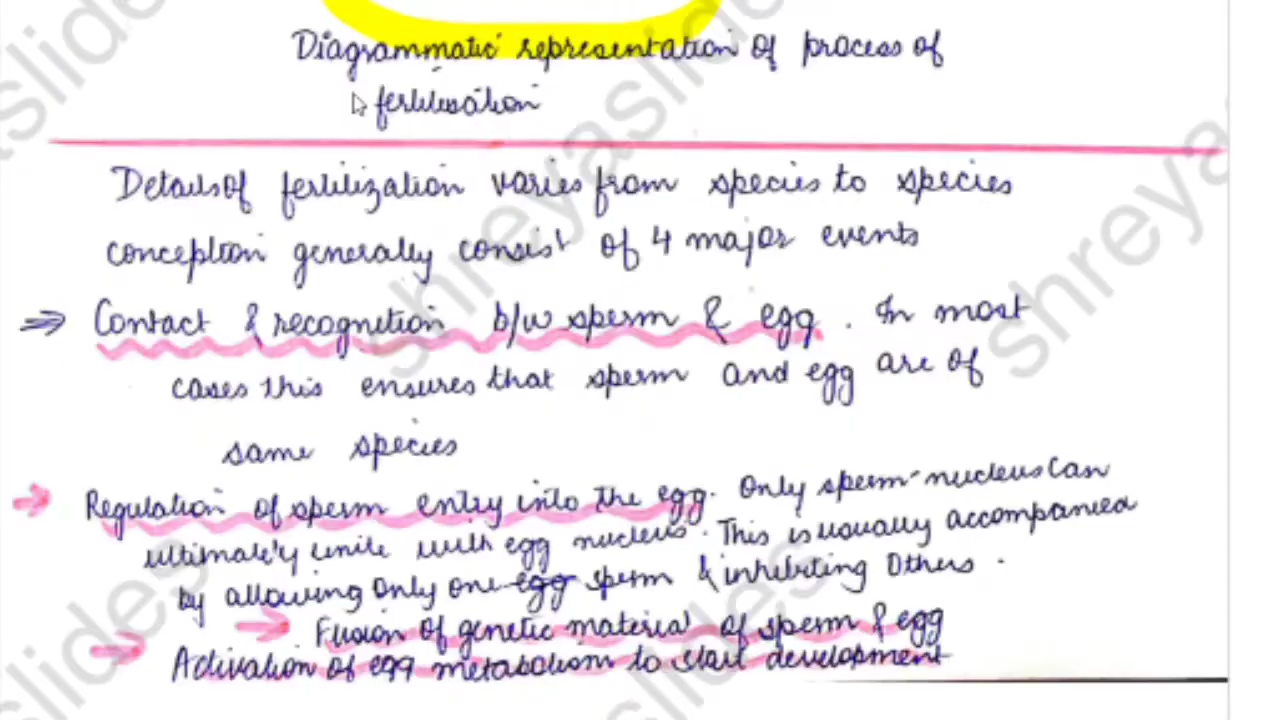 Diagrammatic representation of process of
fertilisation
Details of fertilization varies from species to species
conception generally consist of 4 major events
⇒ Contact & recognition b/w sperm & egg. In most
cases this ensures that sperm and egg are of
same species
→ Regulation of sperm entry into the egg. Only sperm nucleus can
ultimately unite with egg nucleus. This is usually accompanied
by allowing only one egg sperm & inhibiting others.
→ Fusion of genetic material of sperm & egg
→ Activation of egg metabolism to start development
shreyaslides